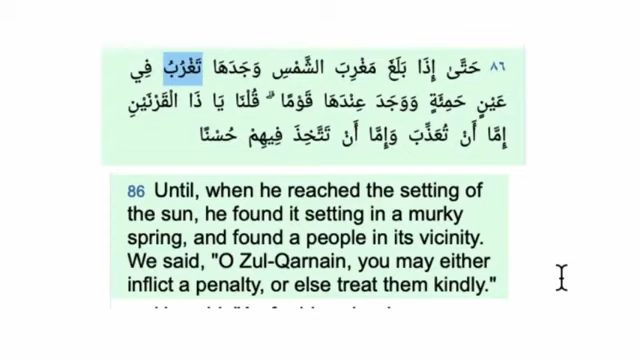 ٨٦ حَتَّىٰ إِذَا بَلَغَ مَغْرِبَ الشَّمْسِ وَجَدَهَا تَغْرُبُ فِي
عَيْنٍ حَمِئَةٍ وَوَجَدَ عِنْدَهَا قَوْمًا ۗ قُلْنَا يَا ذَا الْقَرْنَيْنِ
إِمَّا أَنْ تُعَذِّبَ وَإِمَّا أَنْ تَتَّخِذَ فِيهِمْ حُسْنًا
86 Until, when he reached the setting of
the sun, he found it setting in a murky
spring, and found a people in its vicinity.
We said, "O Zul-Qarnain, you may either
inflict a penalty, or else treat them kindly."